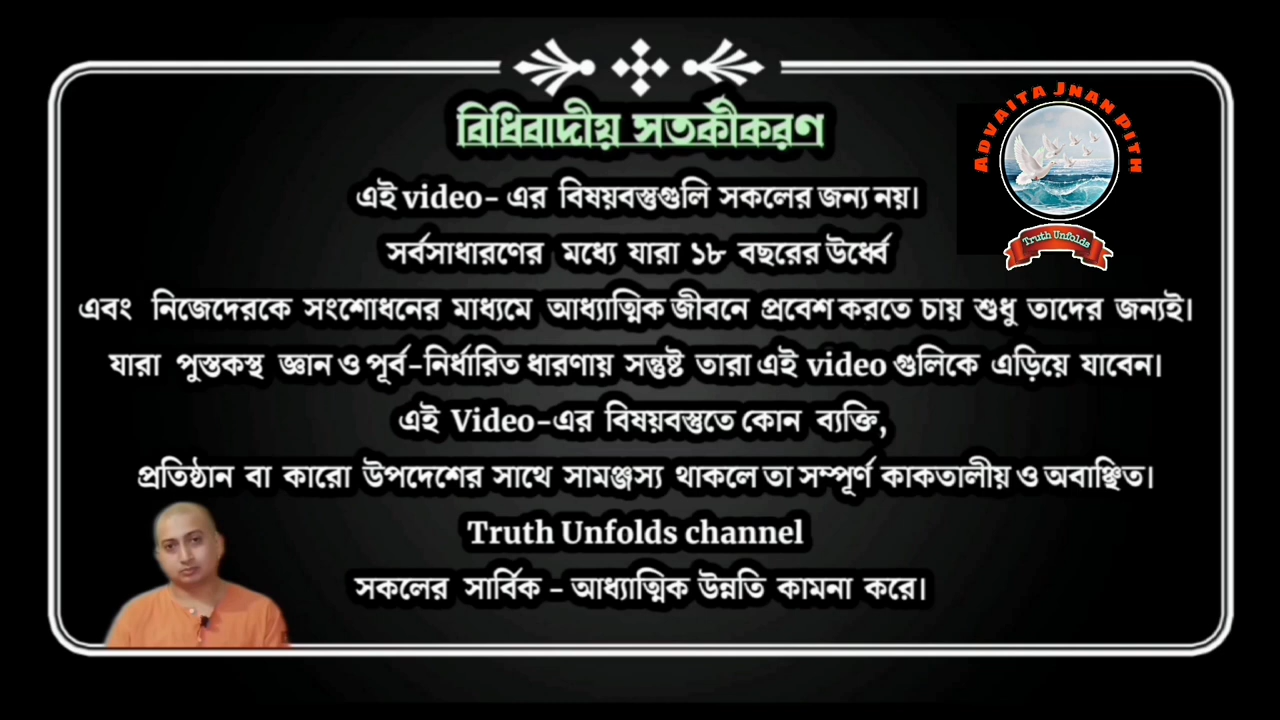 বিধিবাদীয় সতর্কীকরণ
ADVAITA JNAN PITH
Truth Unfolds
এই video- এর বিষয়বস্তুগুলি সকলের জন্য নয়।
সর্বসাধারণের মধ্যে যারা ১৮ বছরের উর্ধ্বে
এবং নিজেদেরকে সংশোধনের মাধ্যমে আধ্যাত্মিক জীবনে প্রবেশ করতে চায় শুধু তাদের জন্যই।
যারা পুস্তকস্থ জ্ঞান ও পূর্ব-নির্ধারিত ধারণায় সন্তুষ্ট তারা এই video গুলিকে এড়িয়ে যাবেন।
এই Video-এর বিষয়বস্তুতে কোন ব্যক্তি,
প্রতিষ্ঠান বা কারো উপদেশের সাথে সামঞ্জস্য থাকলে তা সম্পূর্ণ কাকতালীয় ও অবাঞ্ছিত।
Truth Unfolds channel
সকলের সার্বিক - আধ্যাত্মিক উন্নতি কামনা করে।